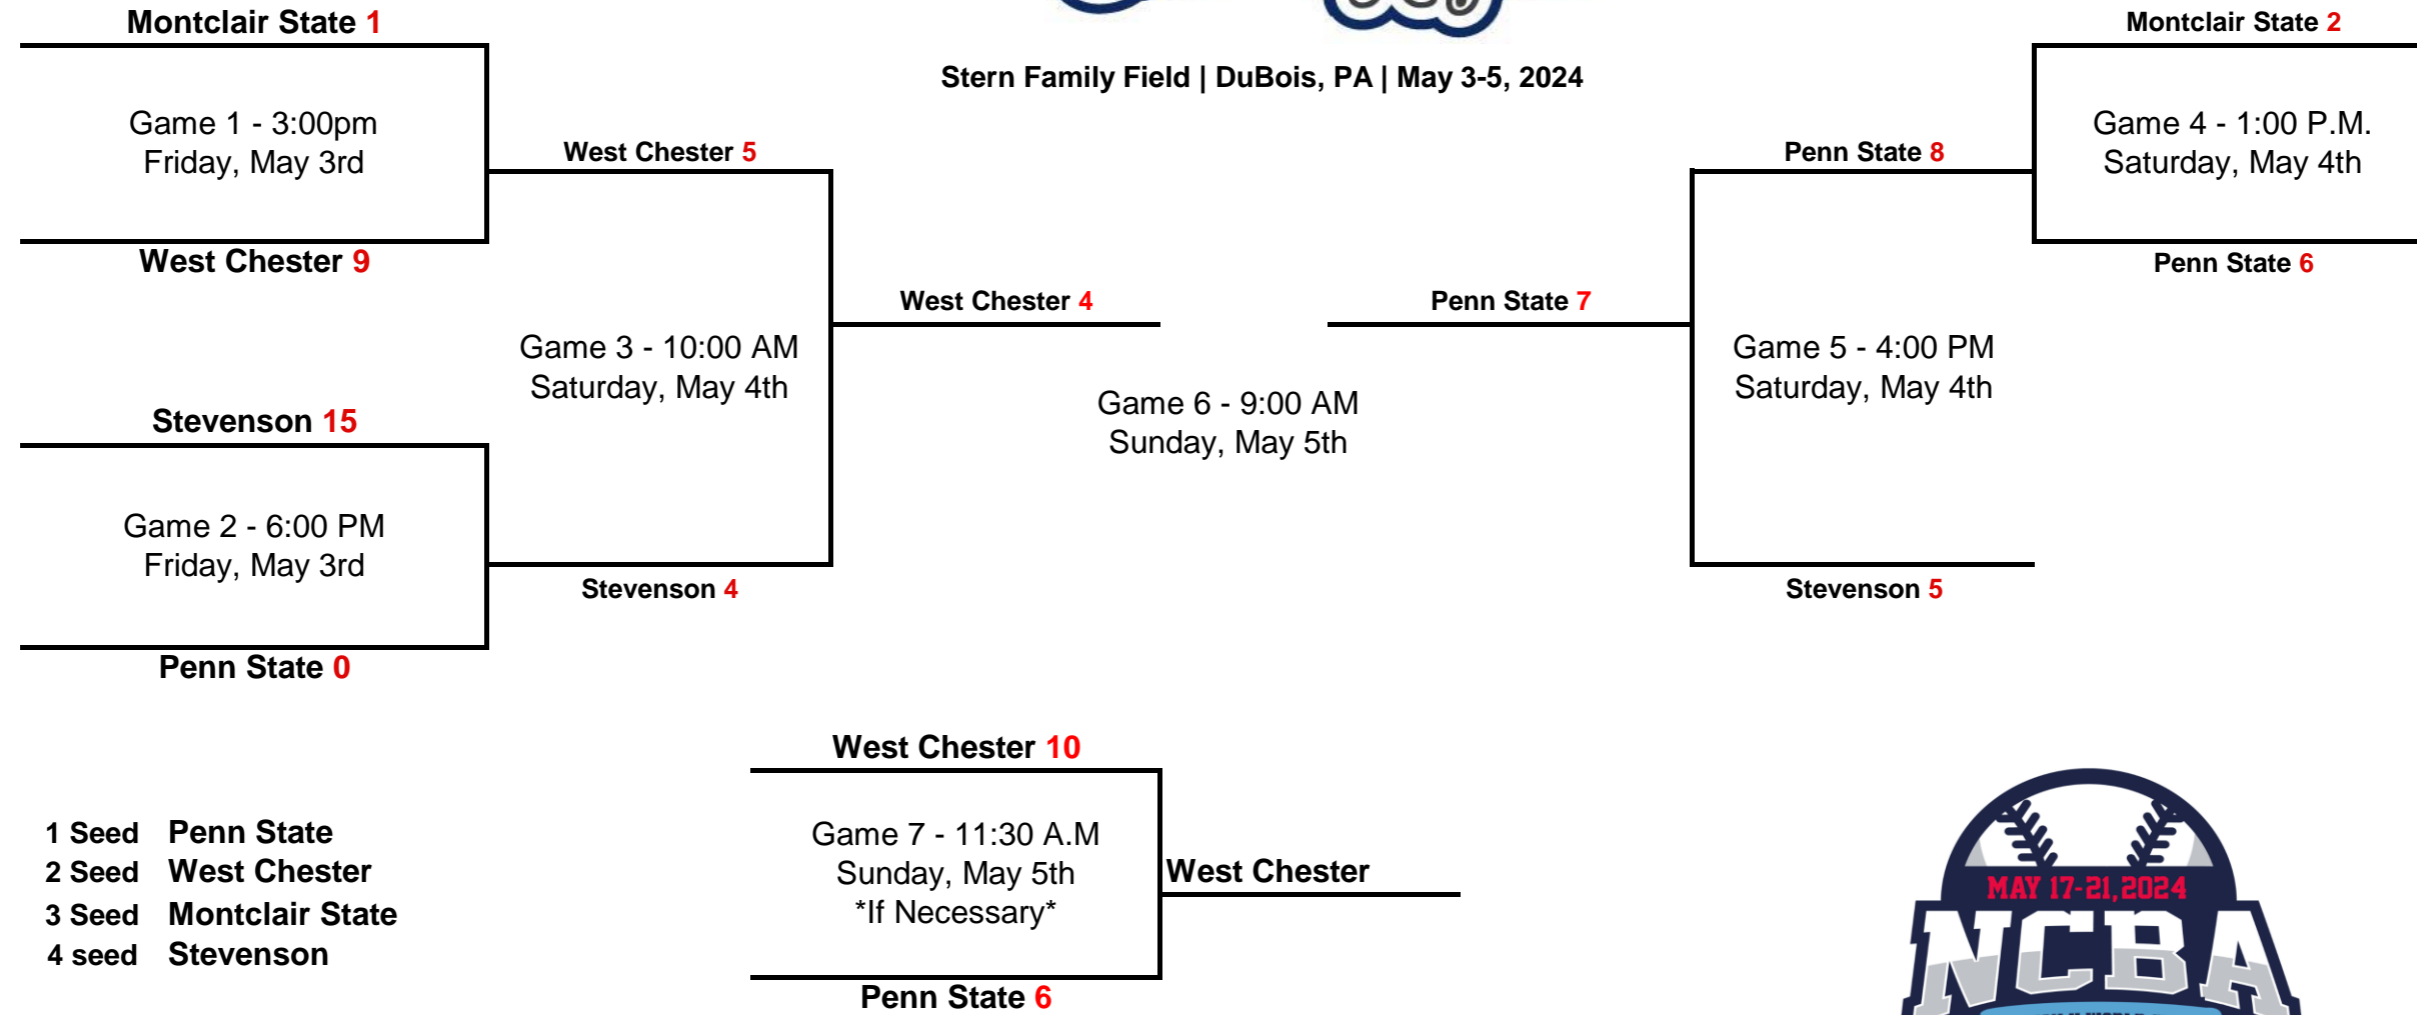 Montclair State 1
Montclair State 2
Stern Family Field | DuBois, PA | May 3-5, 2024
Game 1 - 3:00pm
Friday, May 3rd
Game 4 - 1:00 P.M.
Saturday, May 4th
West Chester 5
Penn State 8
West Chester 9
Penn State 6
West Chester 4
Penn State 7
Game 3 - 10:00 AM
Saturday, May 4th
Game 5 - 4:00 PM
Saturday, May 4th
Game 6 - 9:00 AM
Sunday, May 5th
Stevenson 15
Game 2 - 6:00 PM
Friday, May 3rd
Stevenson 4
Stevenson 5
Penn State 0
West Chester 10
Game 7 - 11:30 A.M
Sunday, May 5th
*If Necessary*
West Chester
Penn State 6
1 Seed Penn State
2 Seed West Chester
3 Seed Montclair State
4 seed Stevenson
MAY 17-21, 2024
NCBA